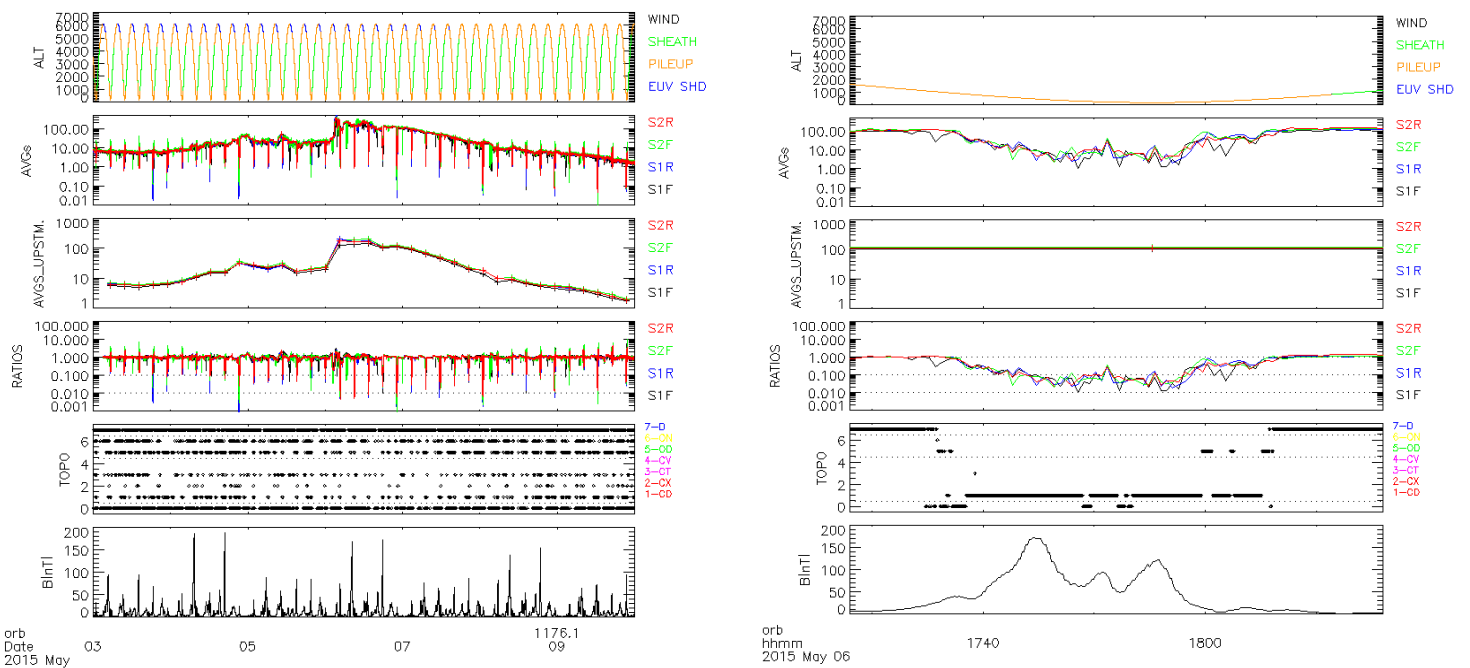 7000
6000
5000
4000
3000
2000
1000
0
ALT
WIND
SHEATH
PILEUP
EUV SHD
100.00
10.00
1.00
0.10
0.01
AVGs
S2R
S2F
S1R
S1F
1000
100
10
1
AVGS_UPSTM.
S2R
S2F
S1R
S1F
100.000
10.000
1.000
0.100
0.010
0.001
RATIOS
S2R
S2F
S1R
S1F
6
4
2
0
TOPO
7-D
6-ON
5-OD
4-CV
3-CT
2-CX
1-CD
200
150
100
50
0
BInTl
orb 1176.1
Date 03 05 07 09
2015 May
7000
6000
5000
4000
3000
2000
1000
0
ALT
WIND
SHEATH
PILEUP
EUV SHD
100.00
10.00
1.00
0.10
0.01
AVGs
S2R
S2F
S1R
S1F
1000
100
10
1
AVGS_UPSTM.
S2R
S2F
S1R
S1F
100.000
10.000
1.000
0.100
0.010
0.001
RATIOS
S2R
S2F
S1R
S1F
6
4
2
0
TOPO
7-D
6-ON
5-OD
4-CV
3-CT
2-CX
1-CD
200
150
100
50
0
BInTl
orb
hhmm 1740 1800
2015 May 06